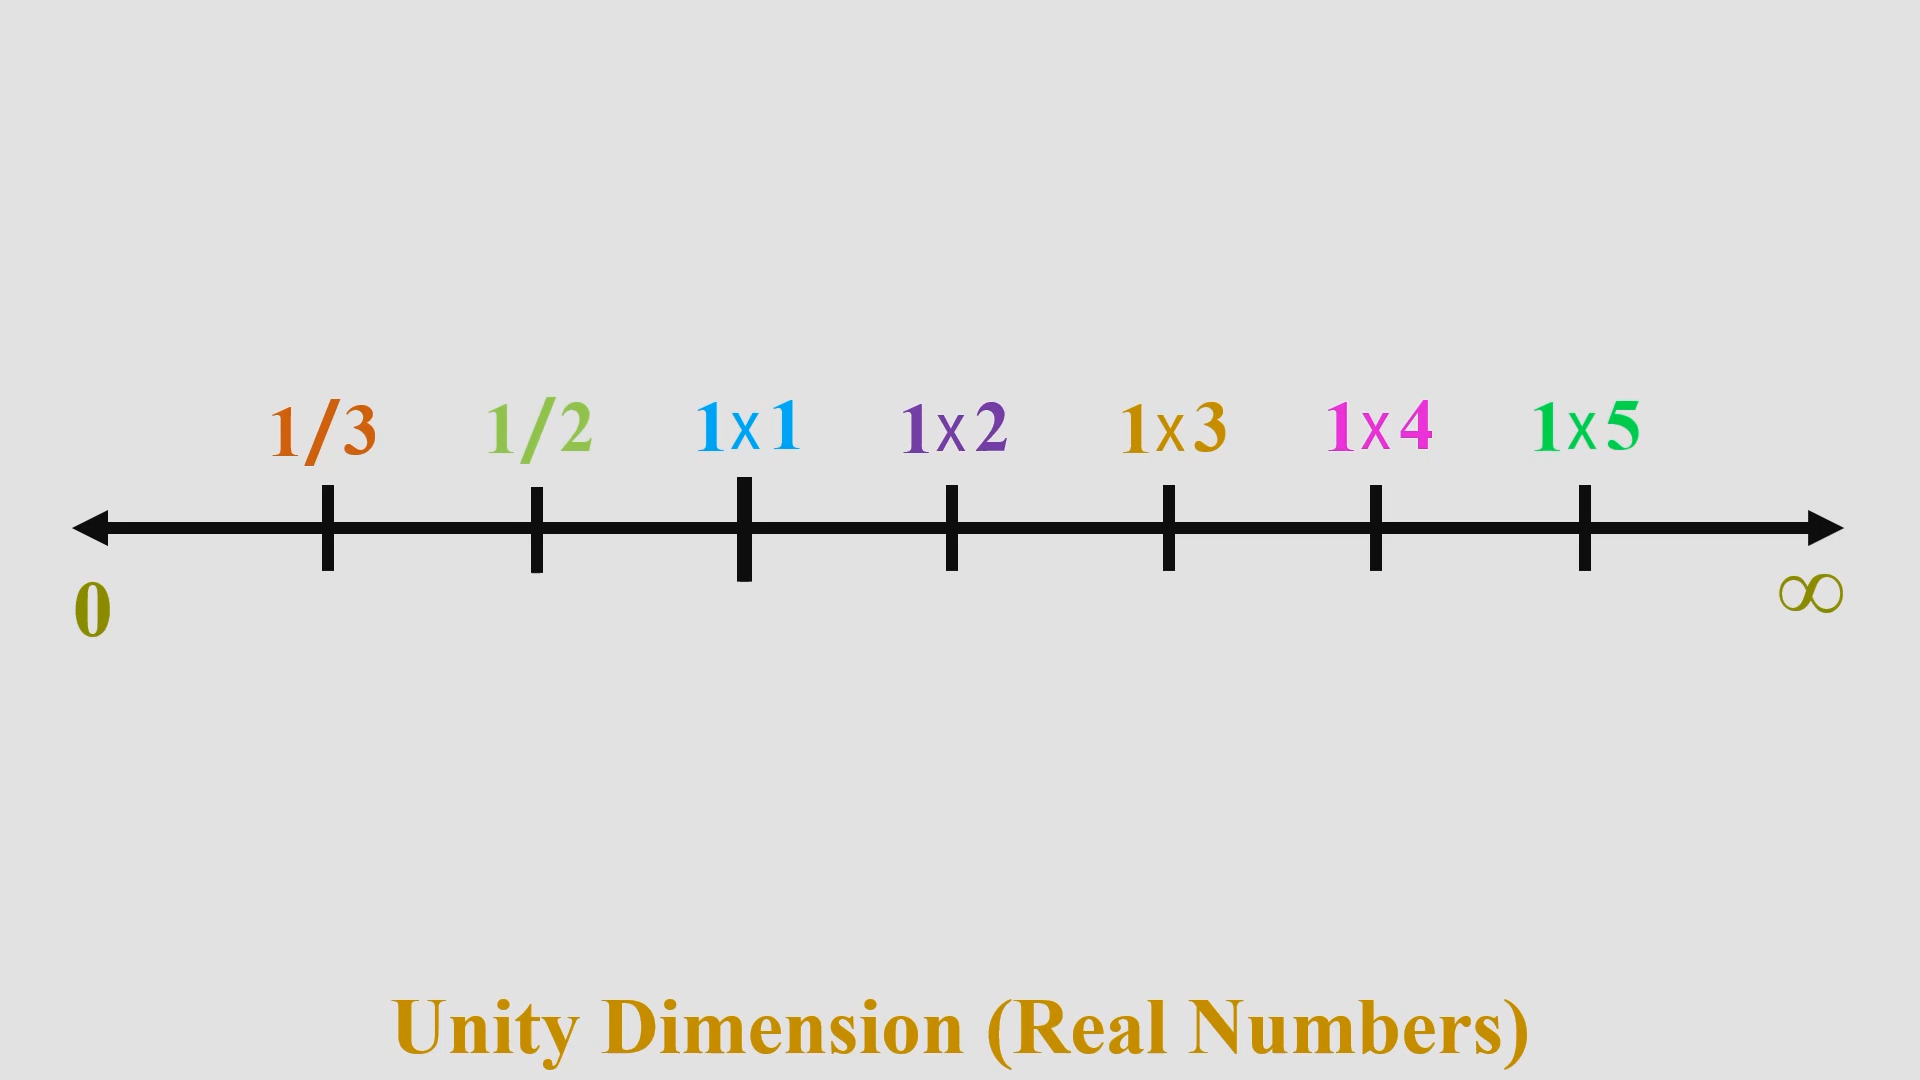 1/3 1/2 1x1 1x2 1x3 1x4 1x5
0 ∞
Unity Dimension (Real Numbers)